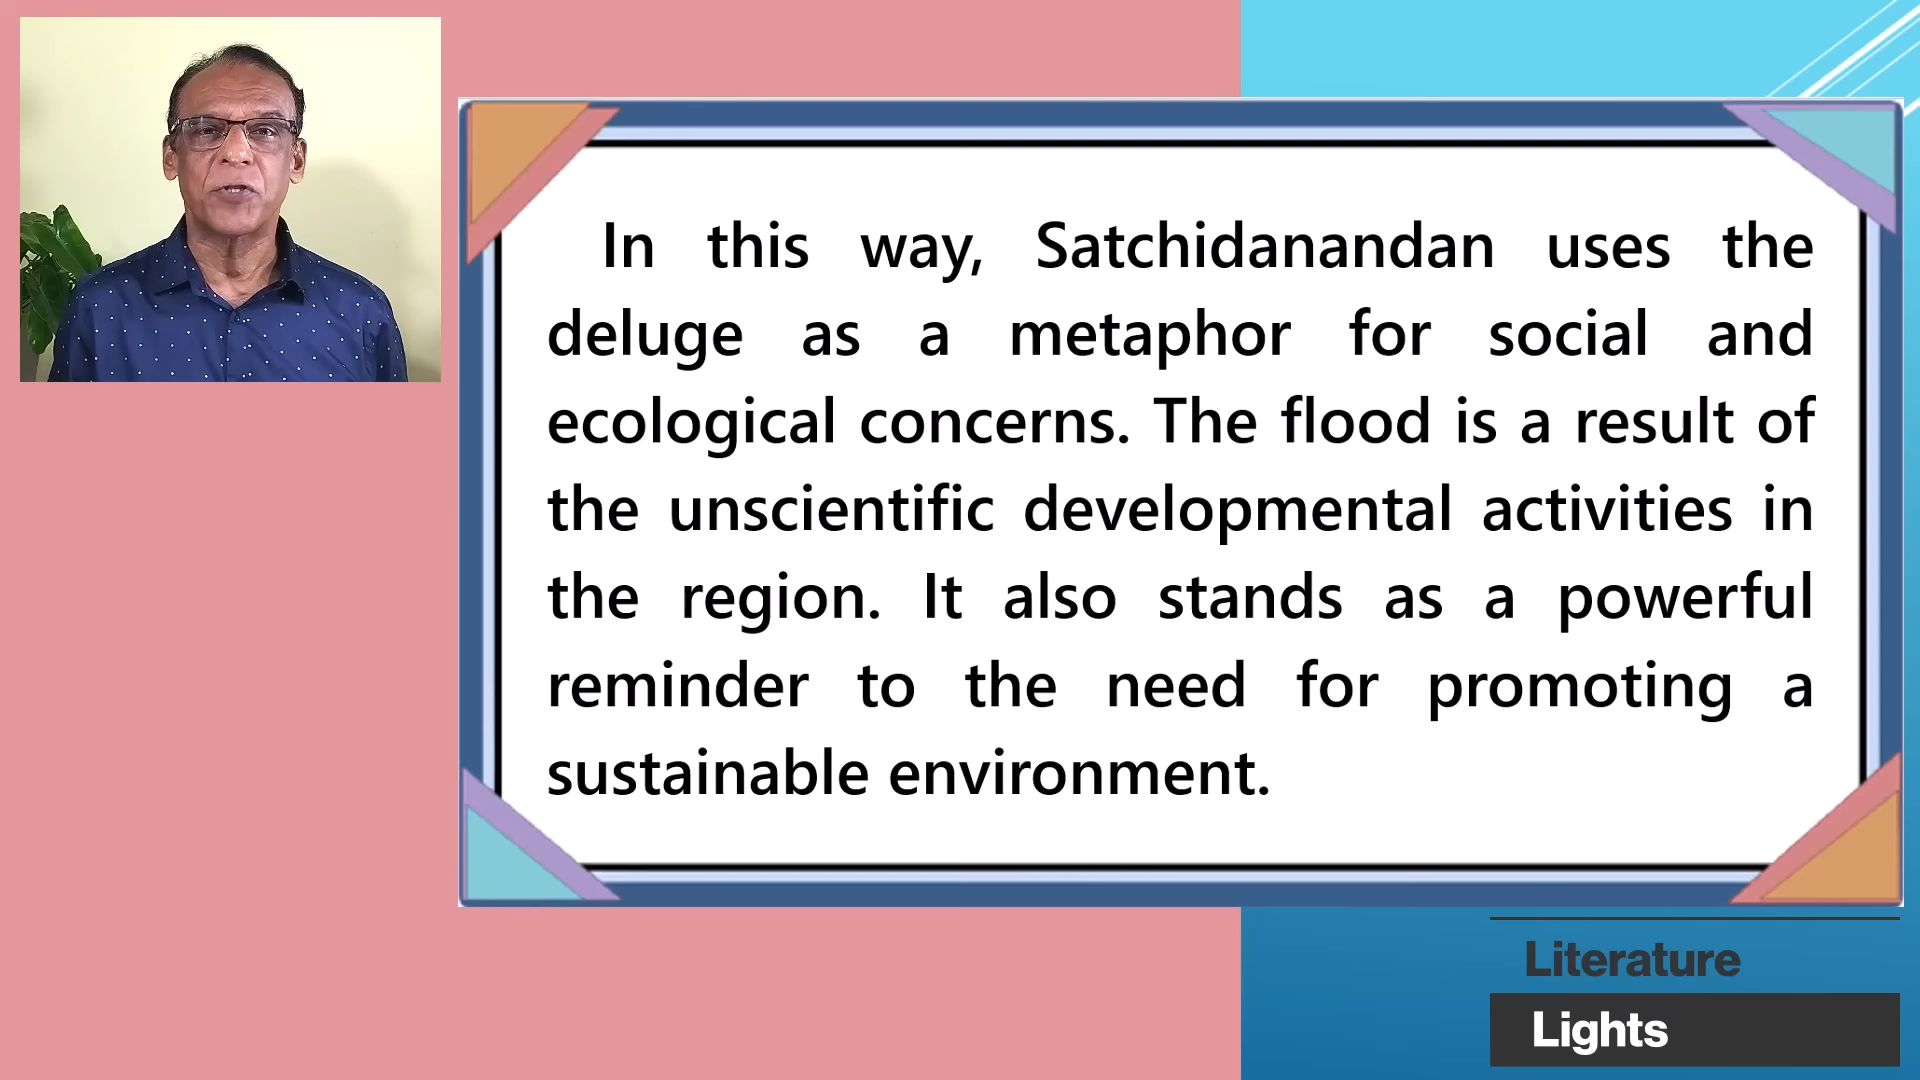 In this way, Satchidanandan uses the
deluge as a metaphor for social and
ecological concerns. The flood is a result of
the unscientific developmental activities in
the region. It also stands as a powerful
reminder to the need for promoting a
sustainable environment.
Literature
Lights